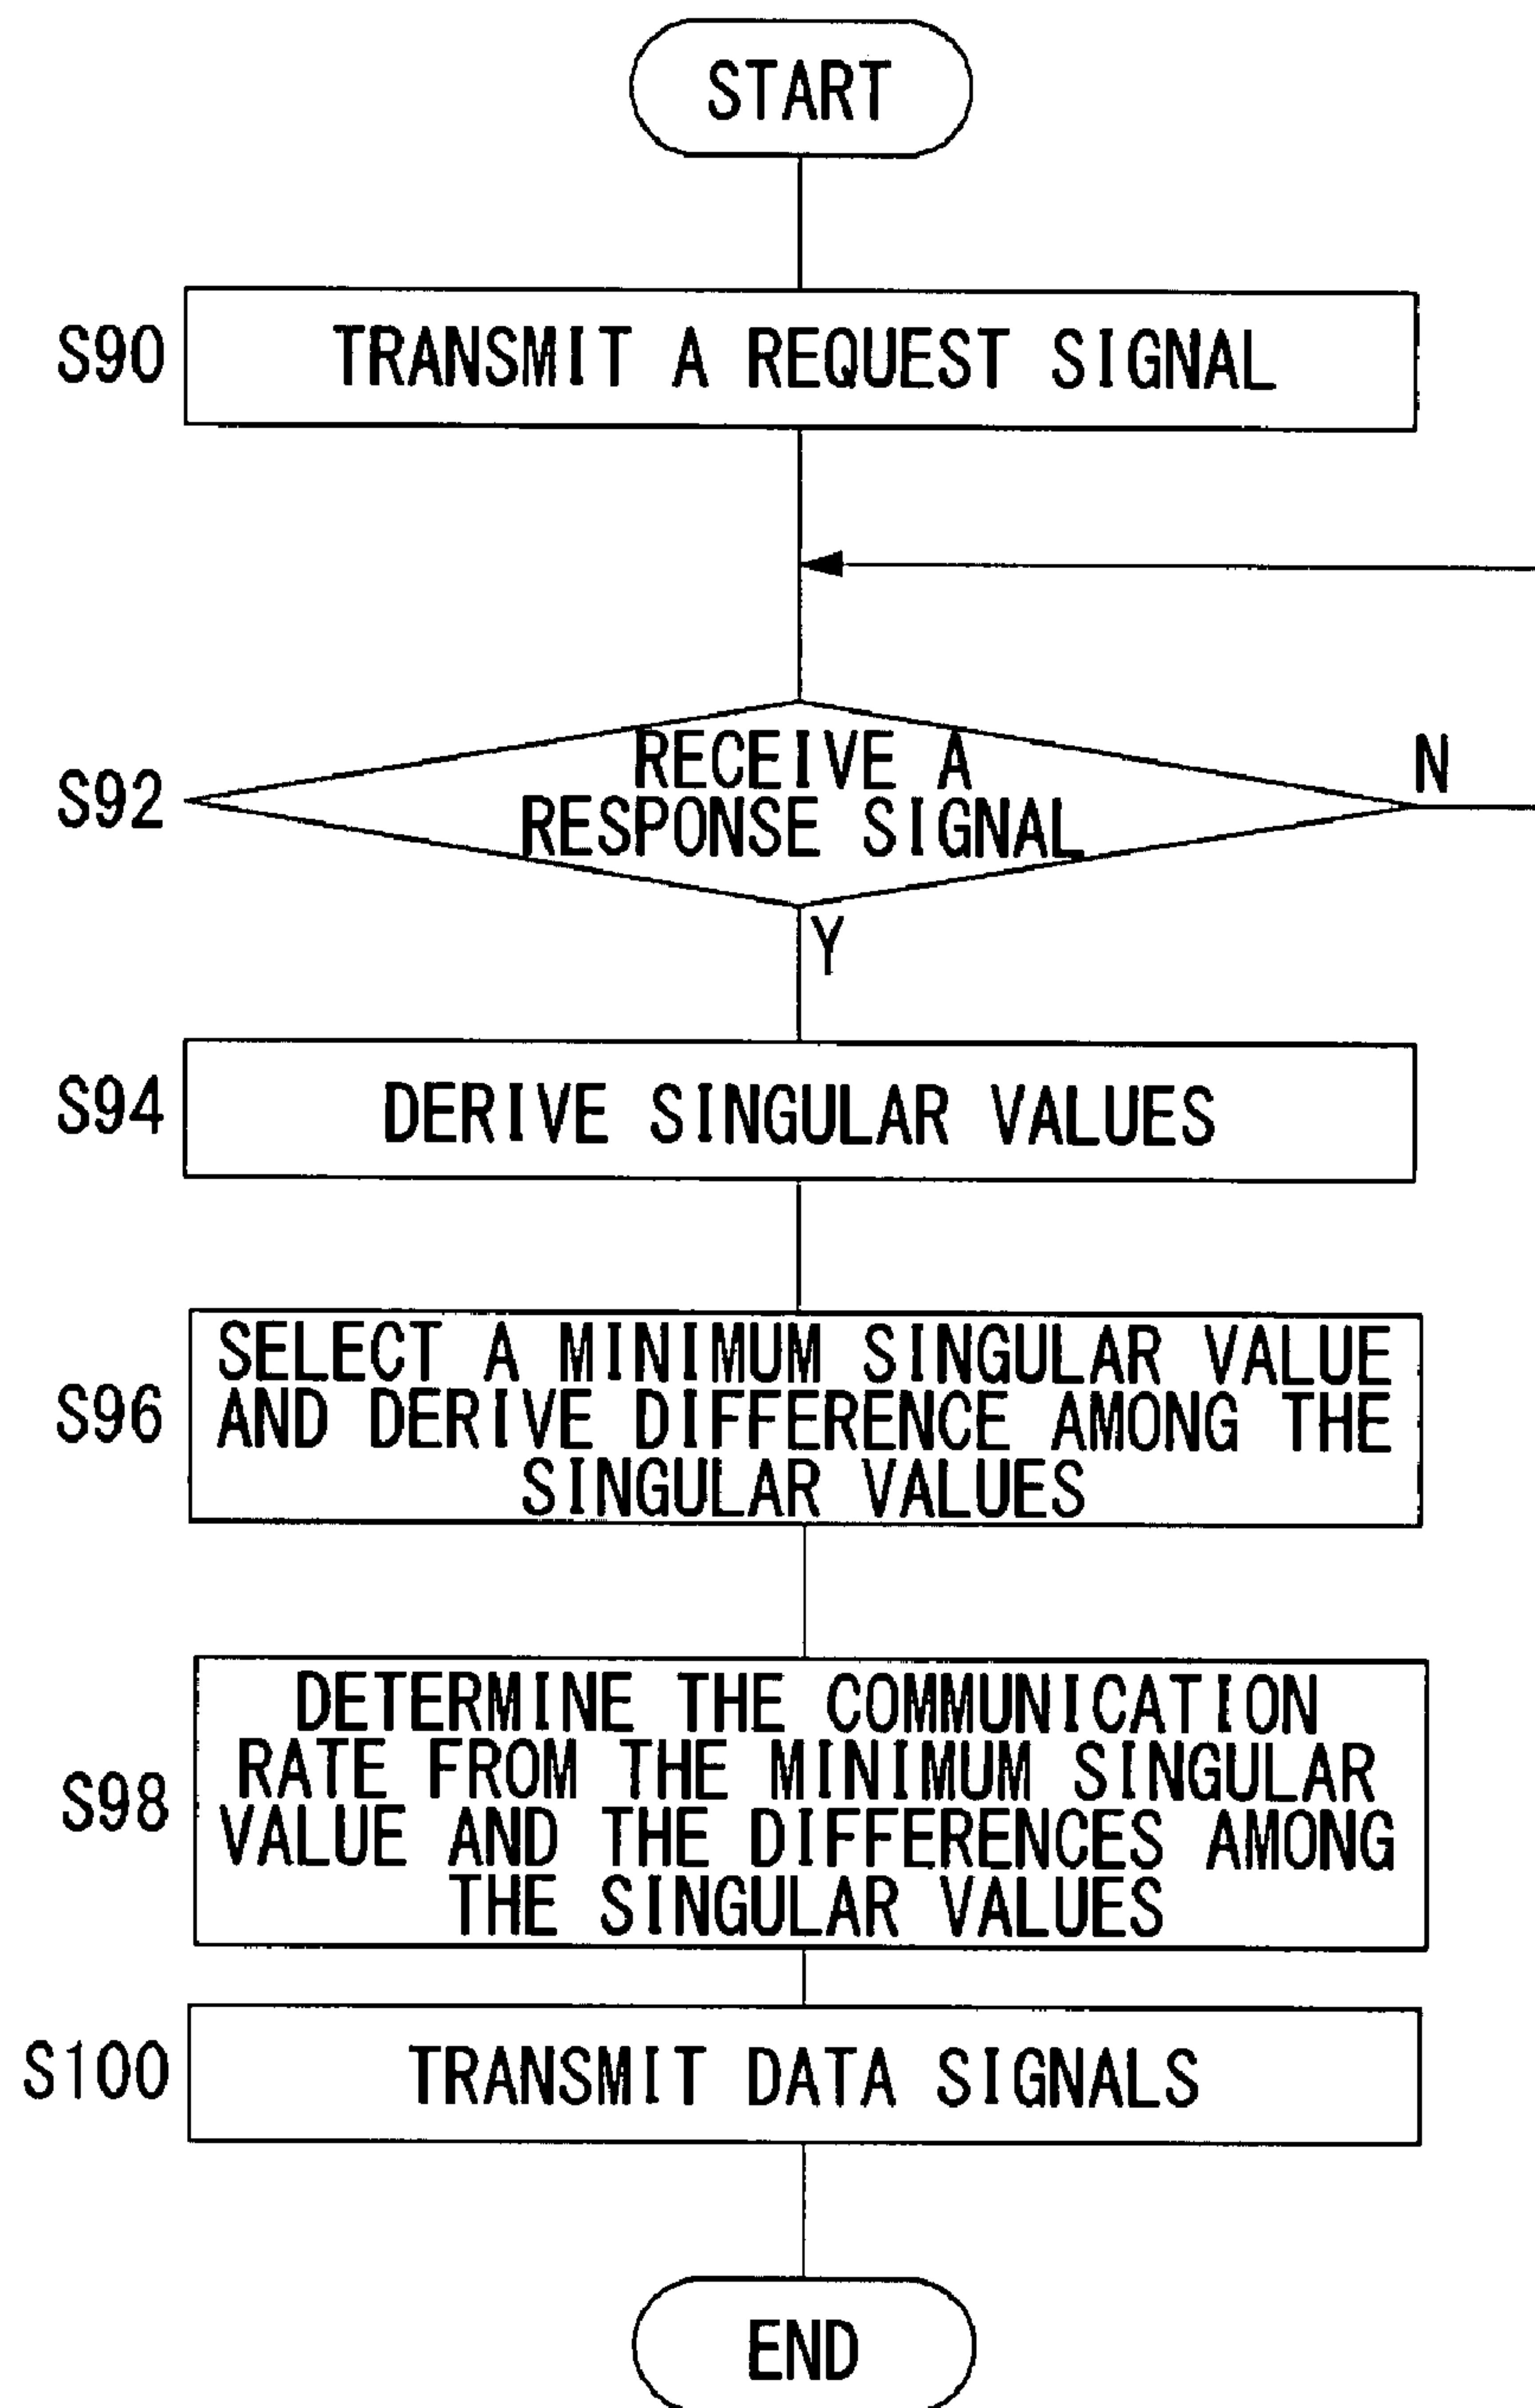 START
S90
TRANSMIT A REQUEST SIGNAL
S92
RECEIVE A
RESPONSE SIGNAL
N
Y
S94
DERIVE SINGULAR VALUES
S96
SELECT A MINIMUM SINGULAR VALUE
AND DERIVE DIFFERENCE AMONG THE
SINGULAR VALUES
S98
DETERMINE THE COMMUNICATION
RATE FROM THE MINIMUM SINGULAR
VALUE AND THE DIFFERENCES AMONG
THE SINGULAR VALUES
S100
TRANSMIT DATA SIGNALS
END